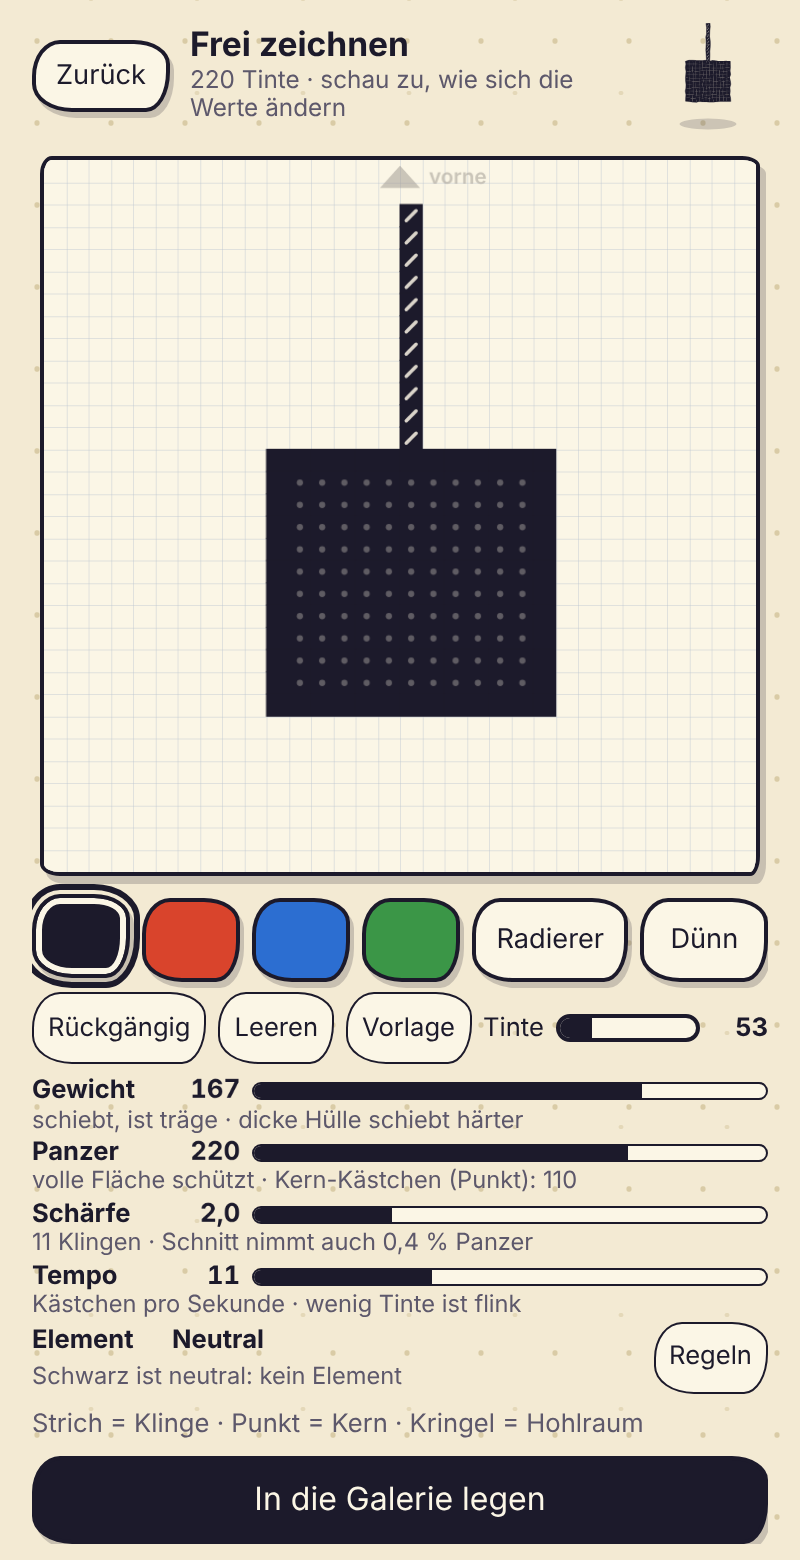 Zurück
Frei zeichnen
220 Tinte · schau zu, wie sich die
Werte ändern
vorne
Radierer
Dünn
Rückgängig
Leeren
Vorlage
Tinte
53
Gewicht 167
schiebt, ist träge · dicke Hülle schiebt härter
Panzer 220
volle Fläche schützt · Kern-Kästchen (Punkt): 110
Schärfe 2,0
11 Klingen · Schnitt nimmt auch 0,4 % Panzer
Tempo 11
Kästchen pro Sekunde · wenig Tinte ist flink
Element Neutral
Schwarz ist neutral: kein Element
Regeln
Strich = Klinge · Punkt = Kern · Kringel = Hohlraum
In die Galerie legen